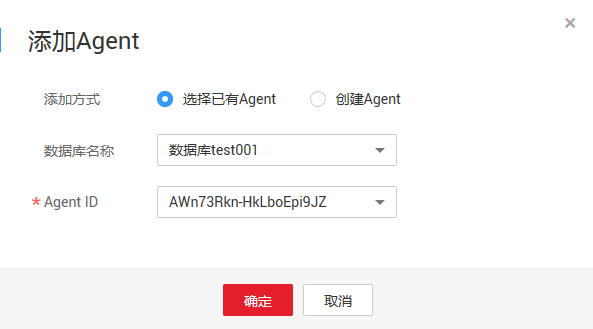 添加Agent
添加方式 选择已有Agent 创建Agent
数据库名称 数据库test001
* Agent ID AWn73Rkn-HkLboEpi9JZ
确定 取消